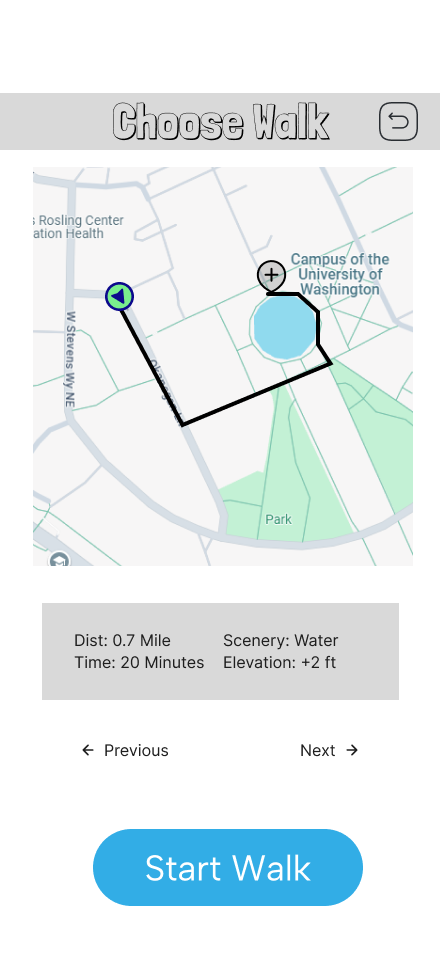 Choose Walk
s Rosling Center
ation Health
Campus of the
University of
Washington
W Stevens Wy NE
Park
Dist: 0.7 Mile
Scenery: Water
Time: 20 Minutes
Elevation: +2 ft
Previous
Next
Start Walk